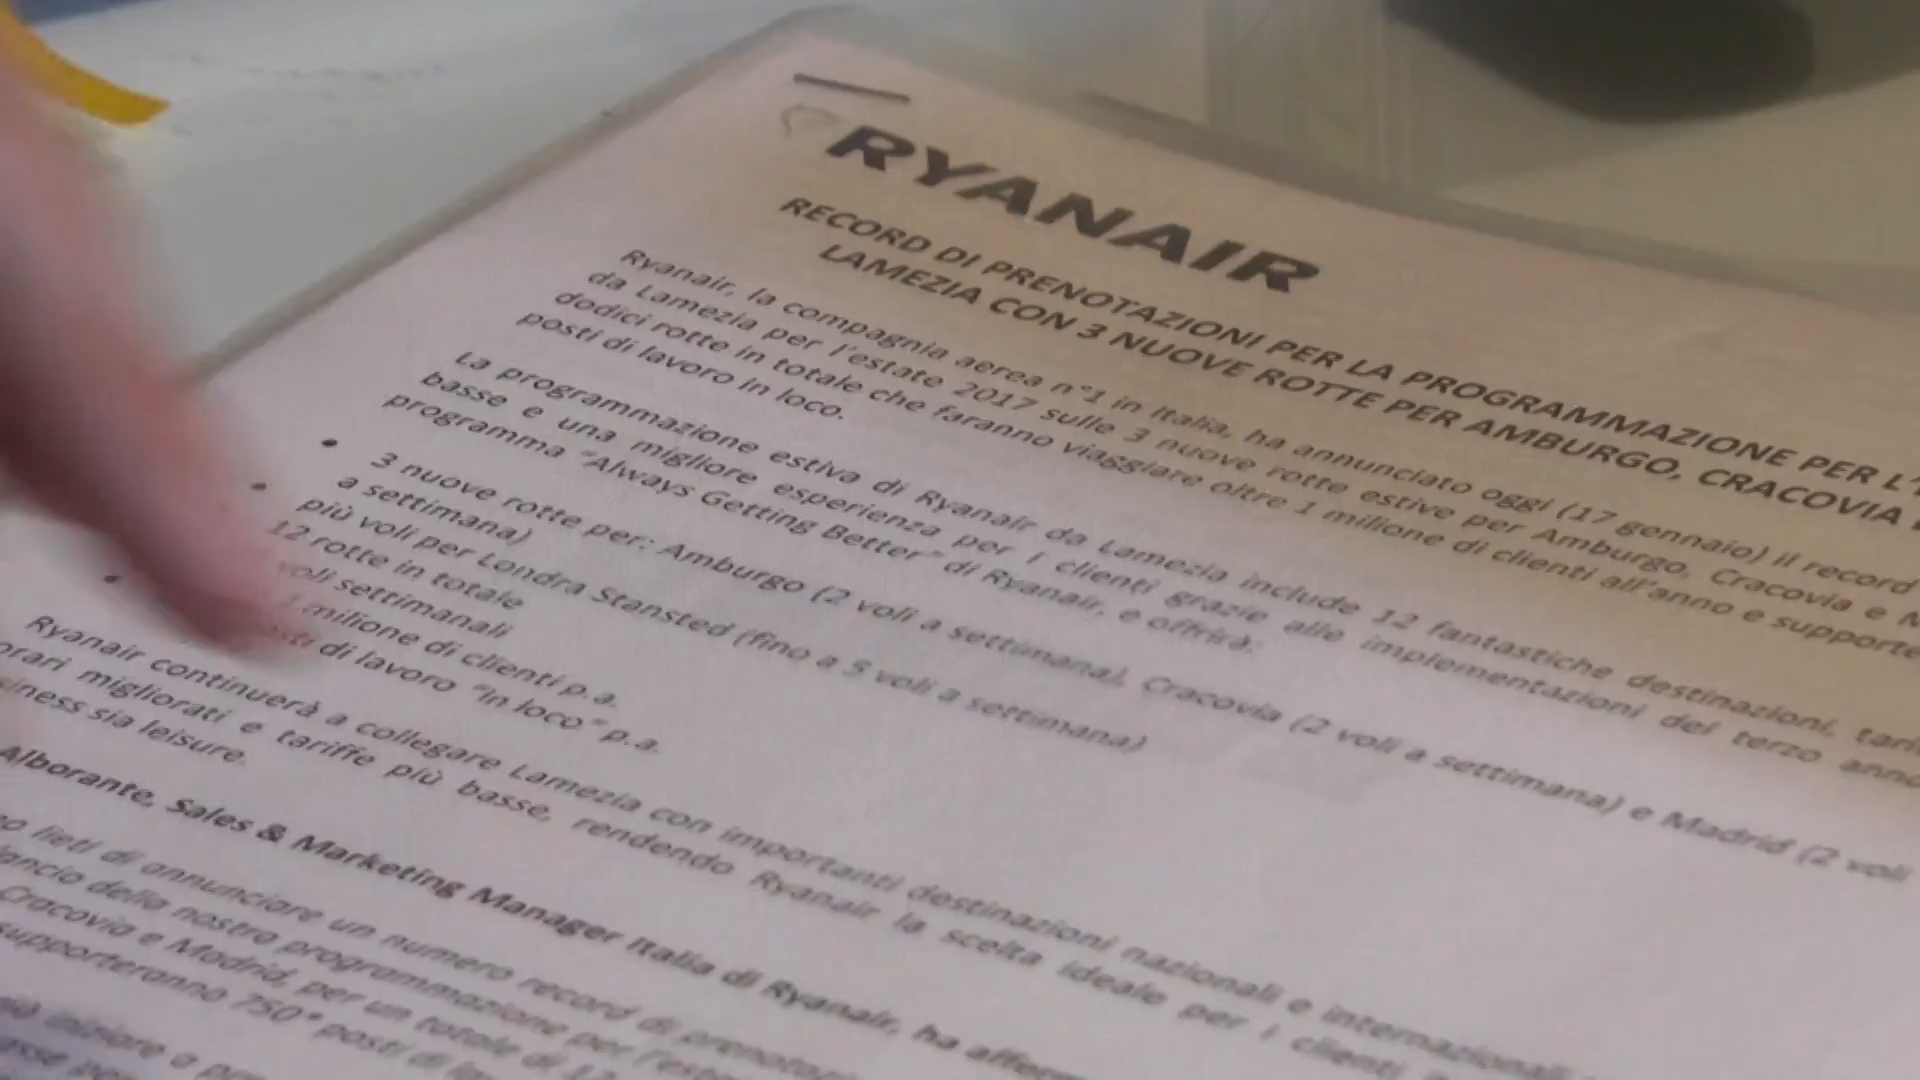 RYANAIR
RECORD DI PRENOTAZIONI PER LA PROGRAMMAZIONE PER L'
LAMEZIA CON 3 NUOVE ROTTE PER AMBURGO, CRACOVIA
Ryanair, la compagnia aerea n°1 in Italia, ha annunciato oggi (17 gennaio) il record
da Lamezia per l'estate 2017 sulle 3 nuove rotte estive per Amburgo, Cracovia e
dodici rotte in totale che faranno viaggiare oltre 1 milione di clienti all'anno e
posti di lavoro in loco.
La programmazione estiva di Ryanair da Lamezia include 12 fantastiche destinazioni,
basse e una migliore esperienza per i clienti grazie alle implementazioni del terzo
programma "Always Getting Better" di Ryanair, e offrirà:
• 3 nuove rotte per: Amburgo (2 voli a settimana), Cracovia (2 voli a settimana) e Madrid (2 voli
a settimana)
• più voli per Londra Stansted (fino a 5 voli a settimana)
12 rotte in totale
voli settimanali
milione di clienti p.a.
• di lavoro "in loco" p.a.
Ryanair continuerà a collegare Lamezia con importanti destinazioni nazionali e internazionali
orari migliorati e tariffe più basse, rendendo Ryanair la scelta ideale per i clienti
sia leisure.
Alborante, Sales & Marketing Manager Italia di Ryanair, ha
lieti di annunciare un numero record di
della nostra programmazione per
Cracovia e Madrid, per un totale di 12
supporteranno 750* posti di